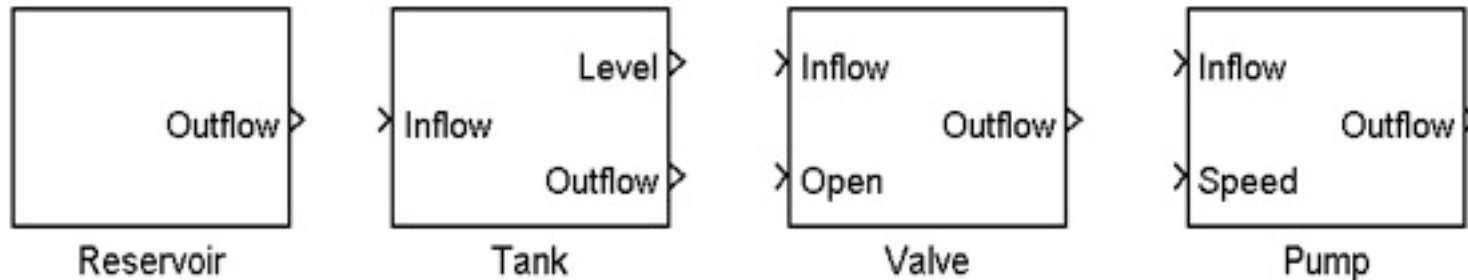 Outflow
Reservoir
Level
Inflow
Outflow
Tank
Inflow
Outflow
Open
Valve
Inflow
Outflow
Speed
Pump